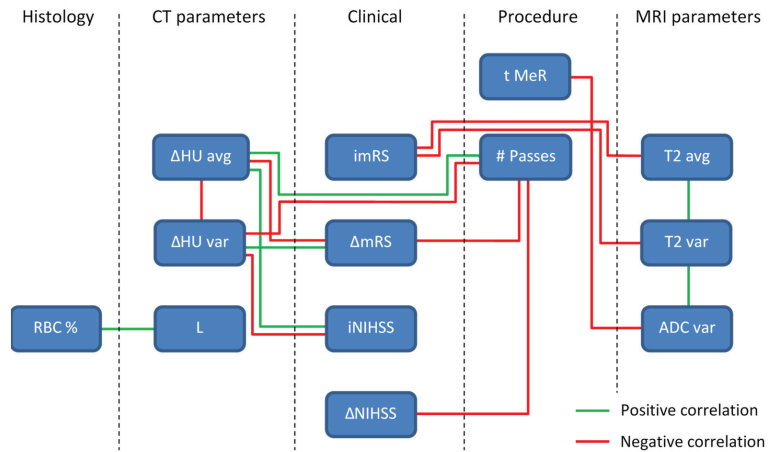 Histology CT parameters Clinical Procedure MRI parameters
t MeR
ΔHU avg imRS # Passes T2 avg
ΔHU var ΔmRS T2 var
RBC % L iNIHSS ADC var
ΔNIHSS
Positive correlation
Negative correlation